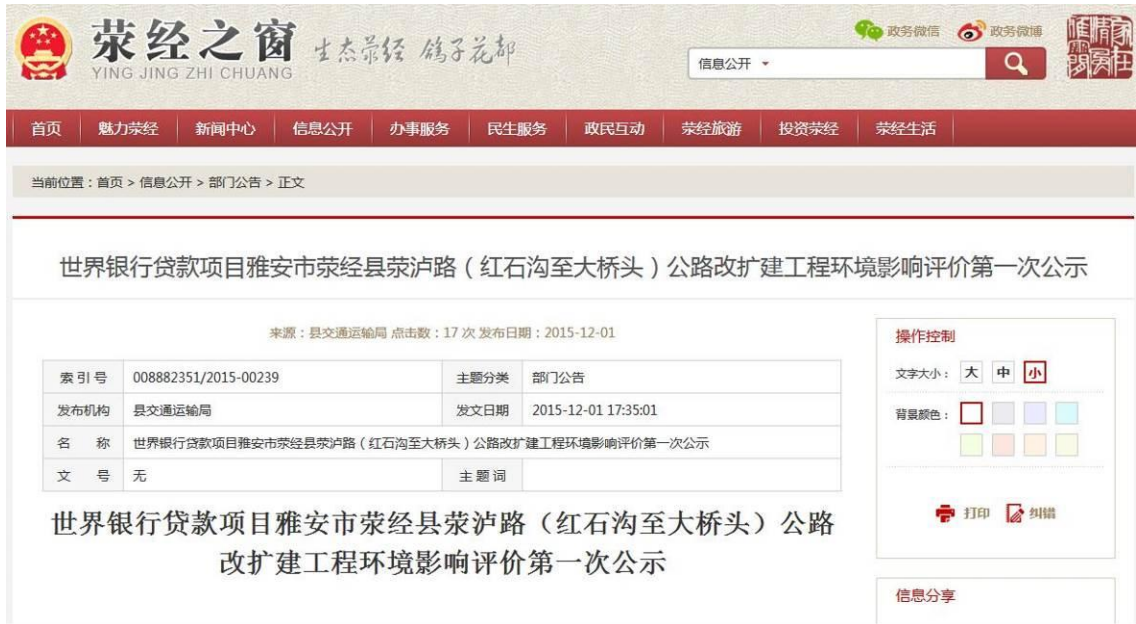 荥经之窗
YING JING ZHI CHUANG
生态荥经 鸽子花都
政务微信
政务微博
信息公开
首页 魅力荥经 新闻中心 信息公开 办事服务 民生服务 政民互动 荥经旅游 投资荥经 荥经生活
当前位置：首页 > 信息公开 > 部门公告 > 正文
世界银行贷款项目雅安市荥经县荥泸路（红石沟至大桥头）公路改扩建工程环境影响评价第一次公示
来源：县交通运输局 点击数：17 次 发布日期：2015-12-01
索引号 008882351/2015-00239 主题分类 部门公告
发布机构 县交通运输局 发文日期 2015-12-01 17:35:01
名 称 世界银行贷款项目雅安市荥经县荥泸路（红石沟至大桥头）公路改扩建工程环境影响评价第一次公示
文 号 无 主题词
世界银行贷款项目雅安市荥经县荥泸路（红石沟至大桥头）公路
改扩建工程环境影响评价第一次公示
操作控制
文字大小： 大 中 小
背景颜色：
打印 纠错
信息分享